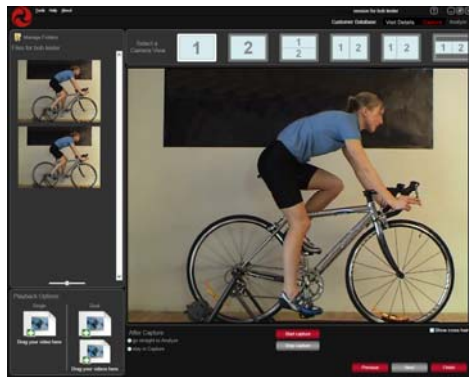 Tools Help About
session for bob tester
Customer Database
Visit Details
Capture
Analyze
Manage Folders
Files for bob tester
Select a
Camera View
1
2
1
2
1 2
1 2
1 2
Playback Options
Single
Dual
Drag your video here
Drag your videos here
After Capture
go straight to Analyze
stay in Capture
Start capture
Stop capture
Show cross hair
Previous
Next
Finish